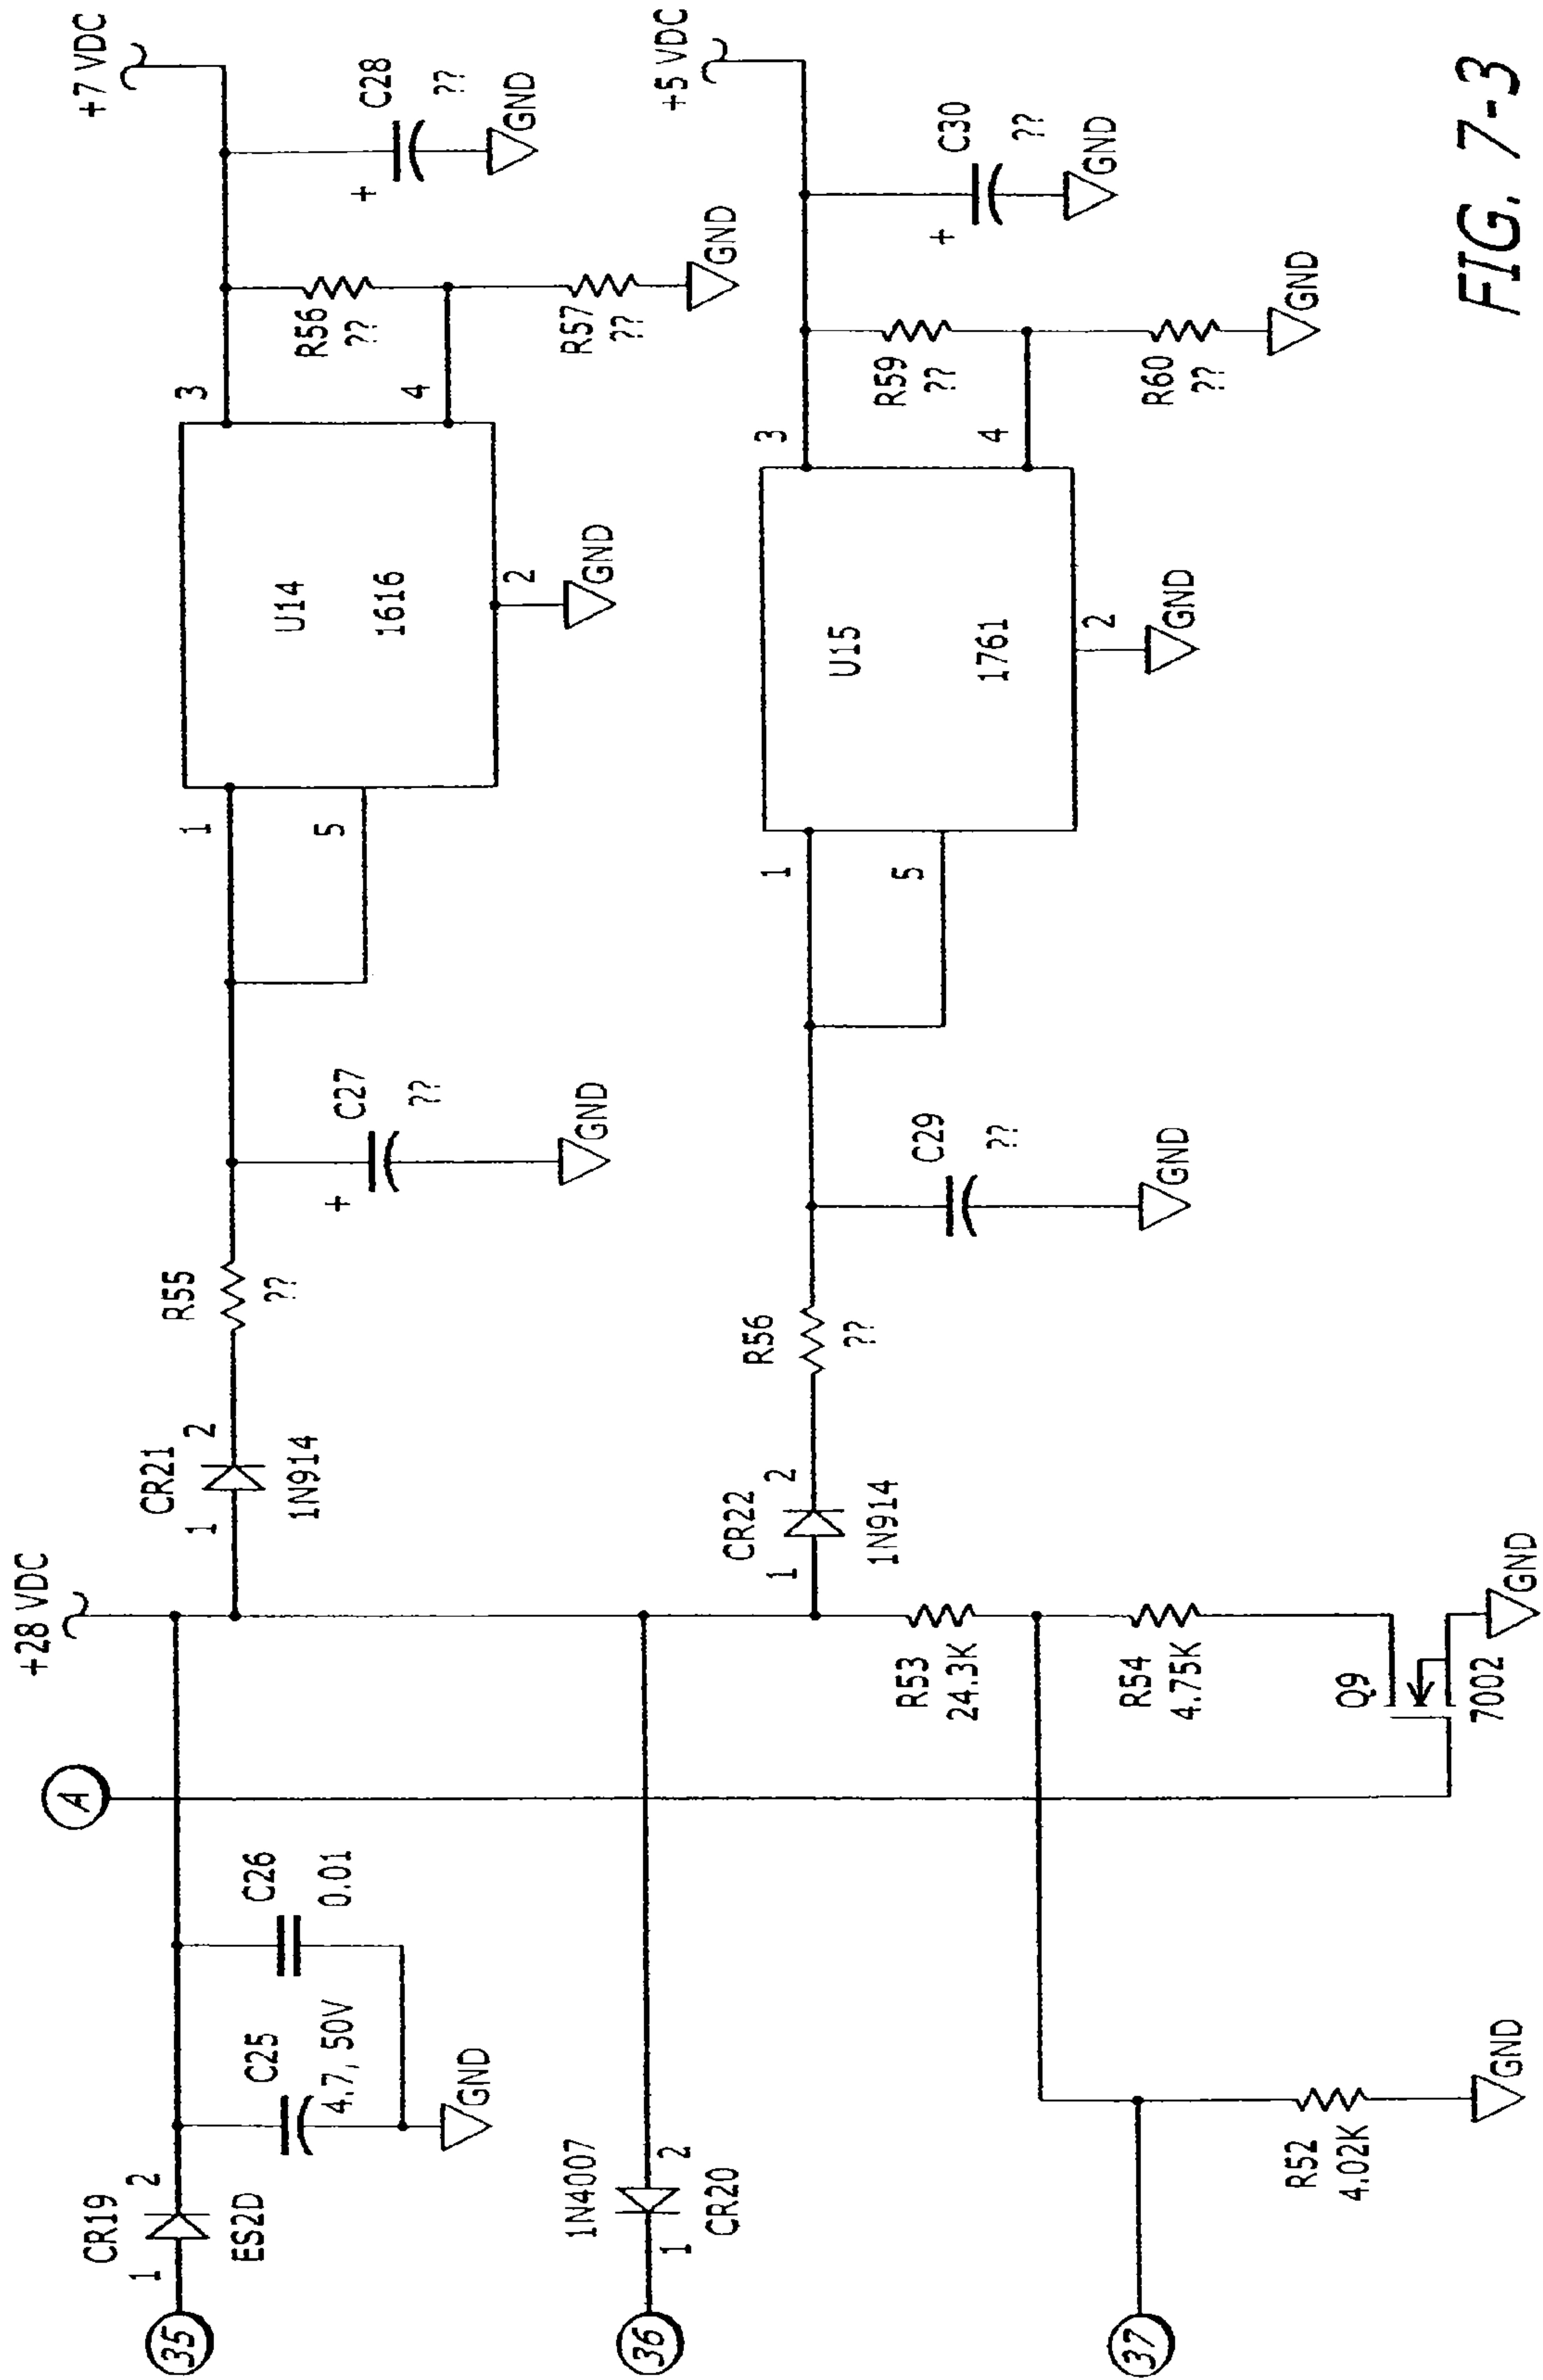 35
1
CR19
2
ES2D
C25
4.7, 50V
GND
C26
0.01
A
+28 VDC
1
CR21
2
1N914
R55
??
+
C27
??
GND
1
5
U14
1616
2
GND
3
4
R56
??
R57
??
GND
+7 VDC
+
C28
??
GND
36
1
1N4007
2
CR20
1
CR22
2
1N914
R56
??
C29
??
GND
1
5
U15
1761
2
GND
3
4
R59
??
R60
??
GND
+5 VDC
+
C30
??
GND
37
R52
4.02K
GND
R53
24.3K
R54
4.75K
Q9
7002
GND
FIG. 7-3